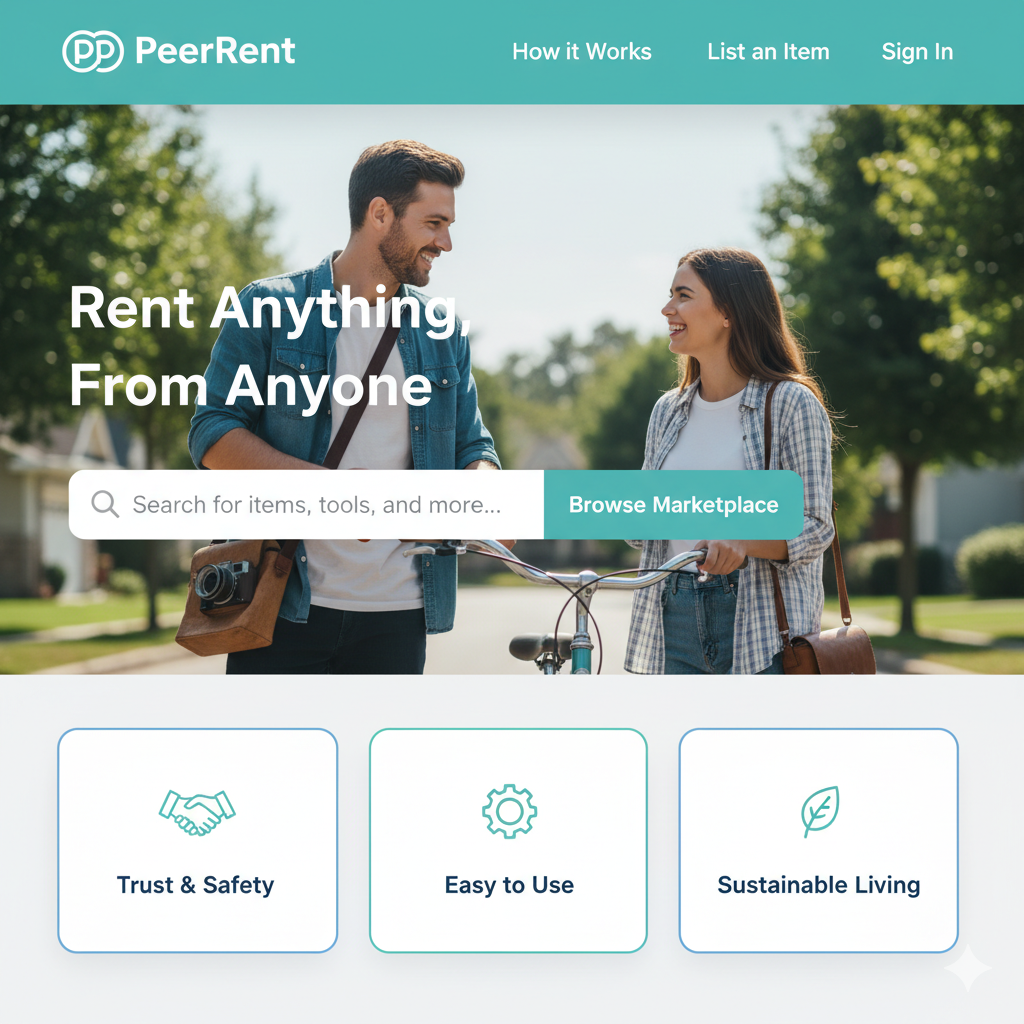 PP PeerRent
How it Works
List an Item
Sign In
Rent Anything,
From Anyone
Search for items, tools, and more...
Browse Marketplace
Trust & Safety
Easy to Use
Sustainable Living